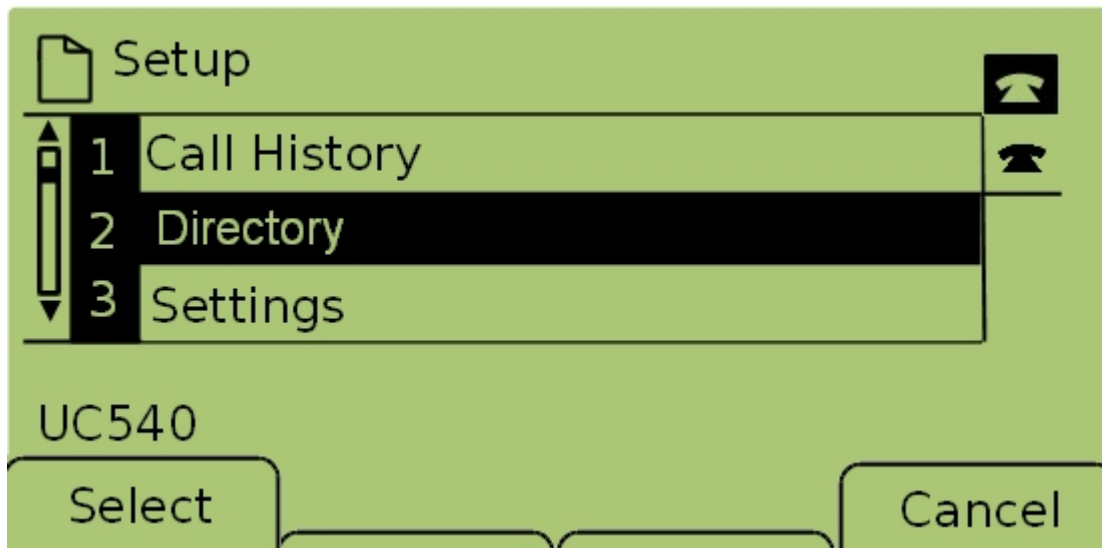 Setup
1 Call History
2 Directory
3 Settings
UC540
Select Cancel